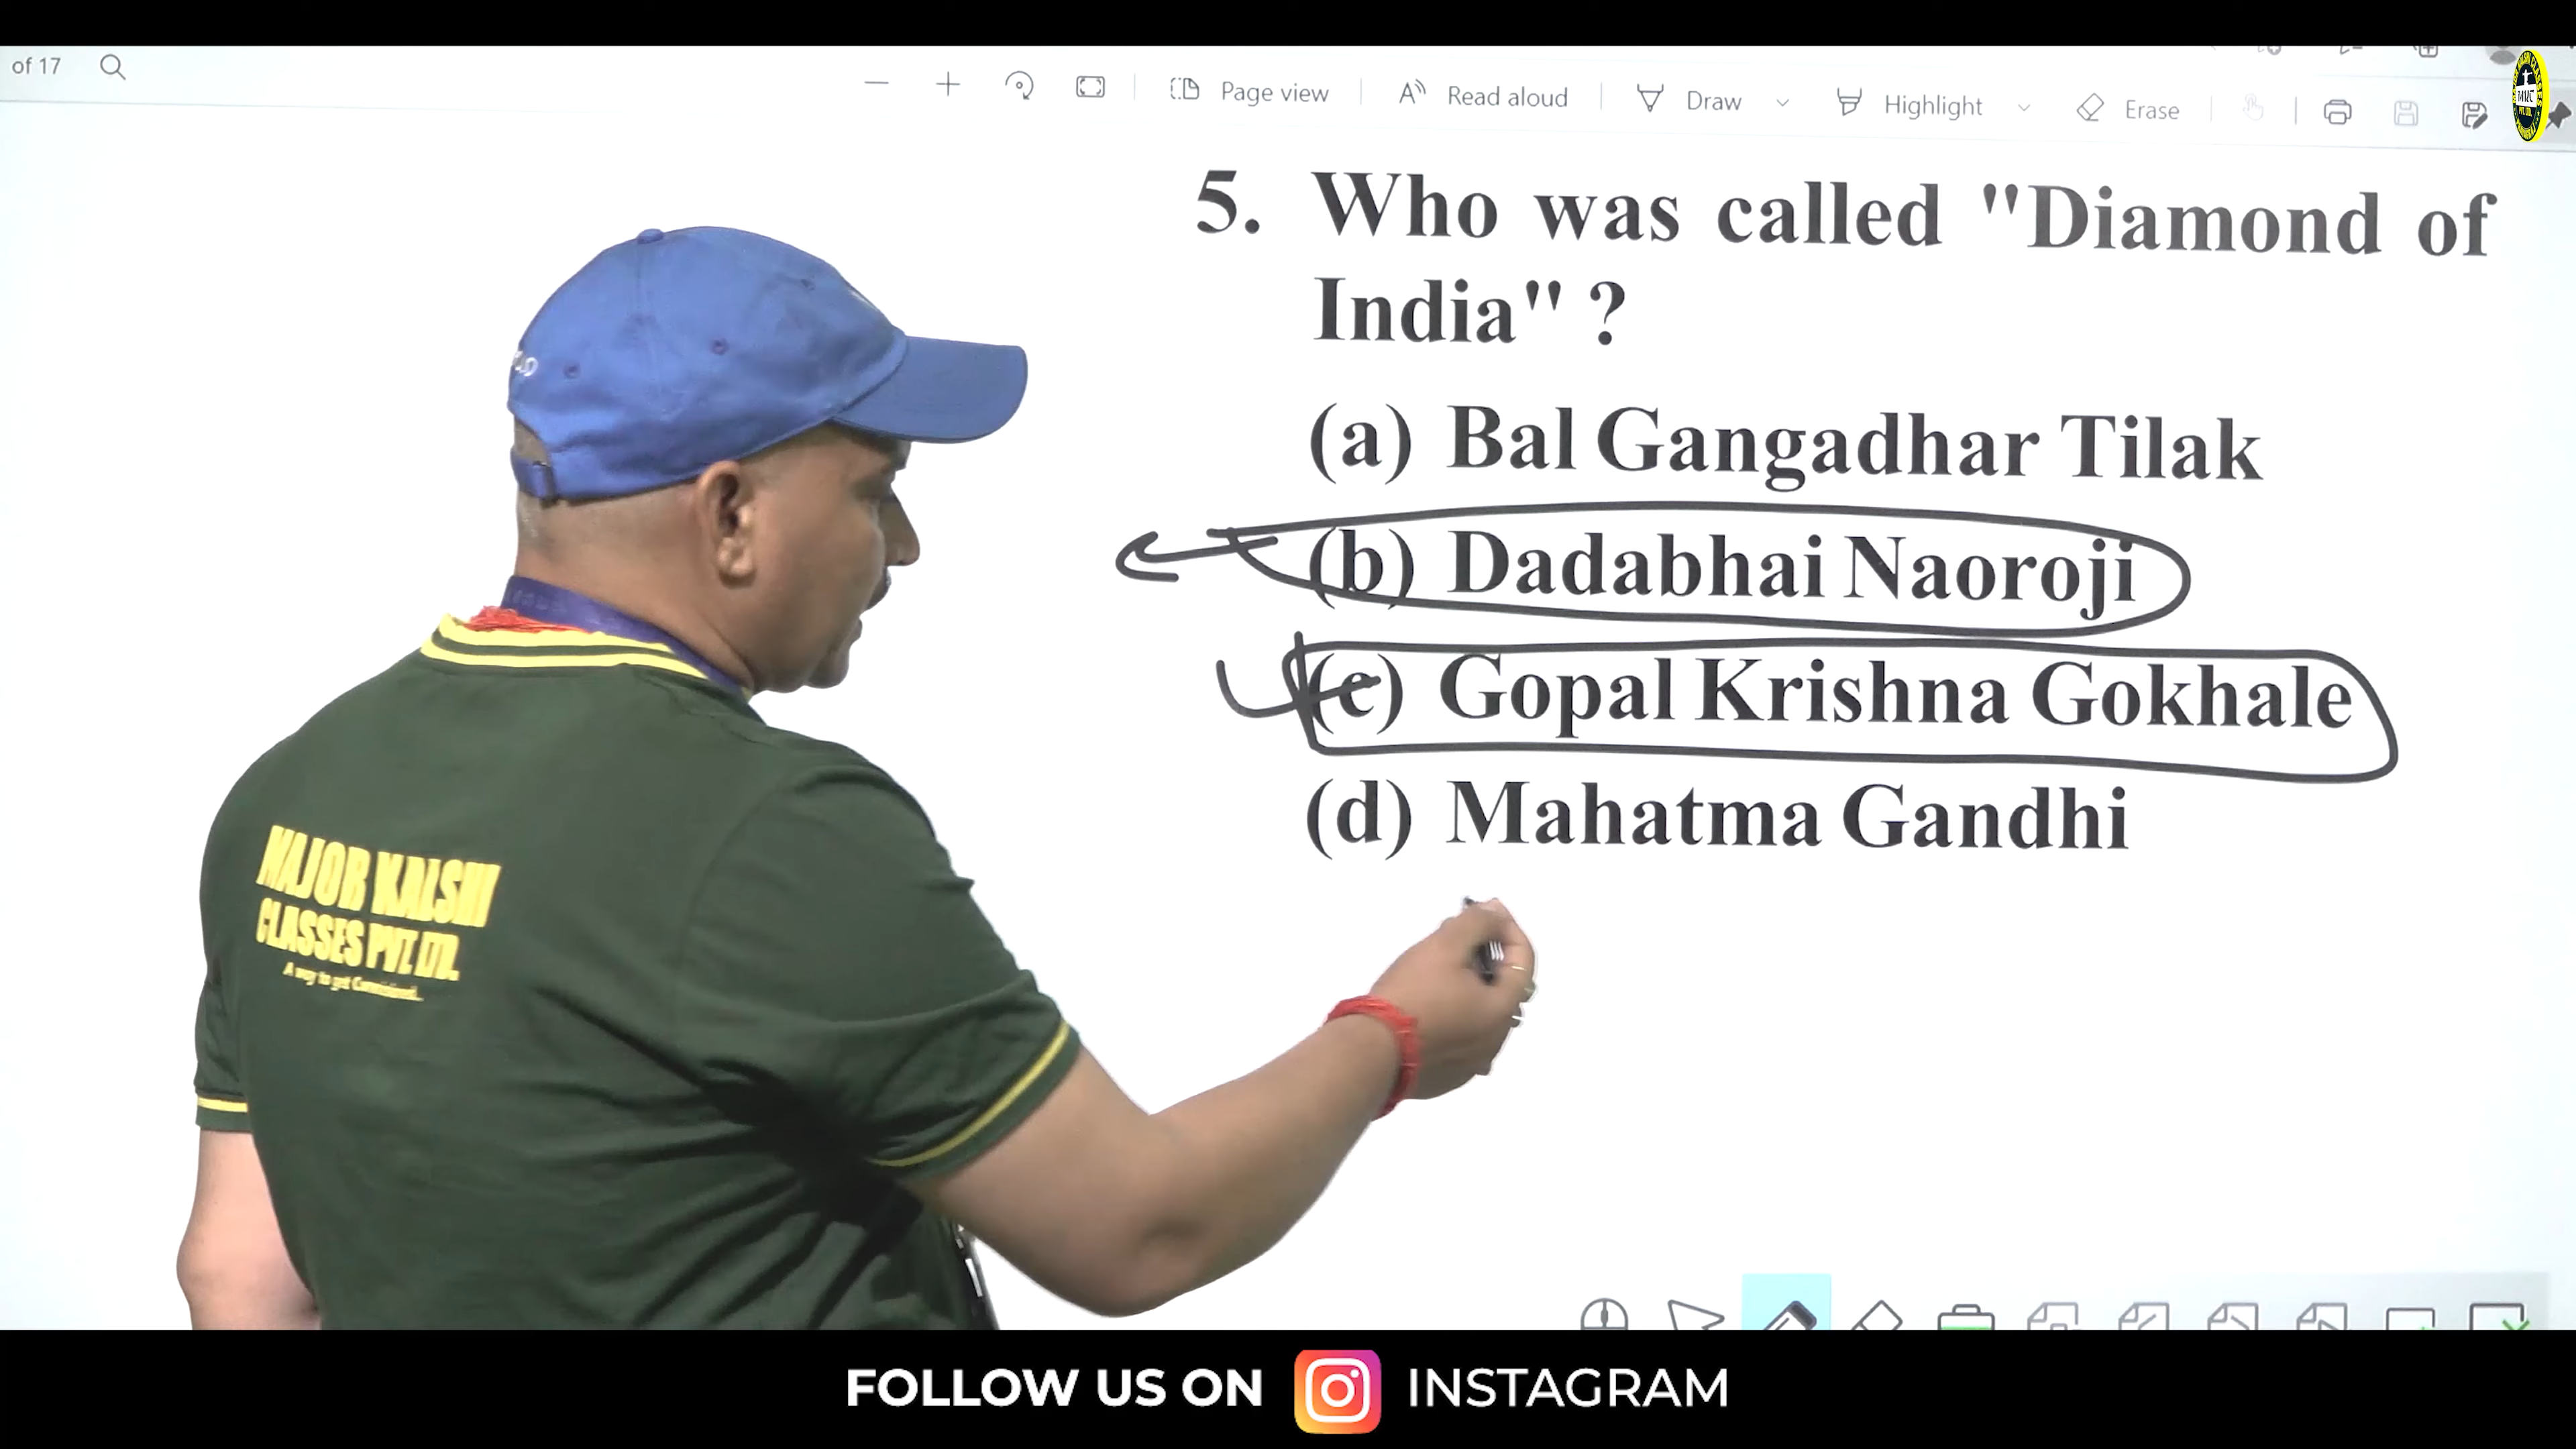 of 17
Page view
Read aloud
Draw
Highlight
Erase
MKC
5. Who was called "Diamond of
India" ?
(a) Bal Gangadhar Tilak
(b) Dadabhai Naoroji
(c) Gopal Krishna Gokhale
(d) Mahatma Gandhi
MAJOR KALSHI
CLASSES PVT. LTD.
FOLLOW US ON INSTAGRAM